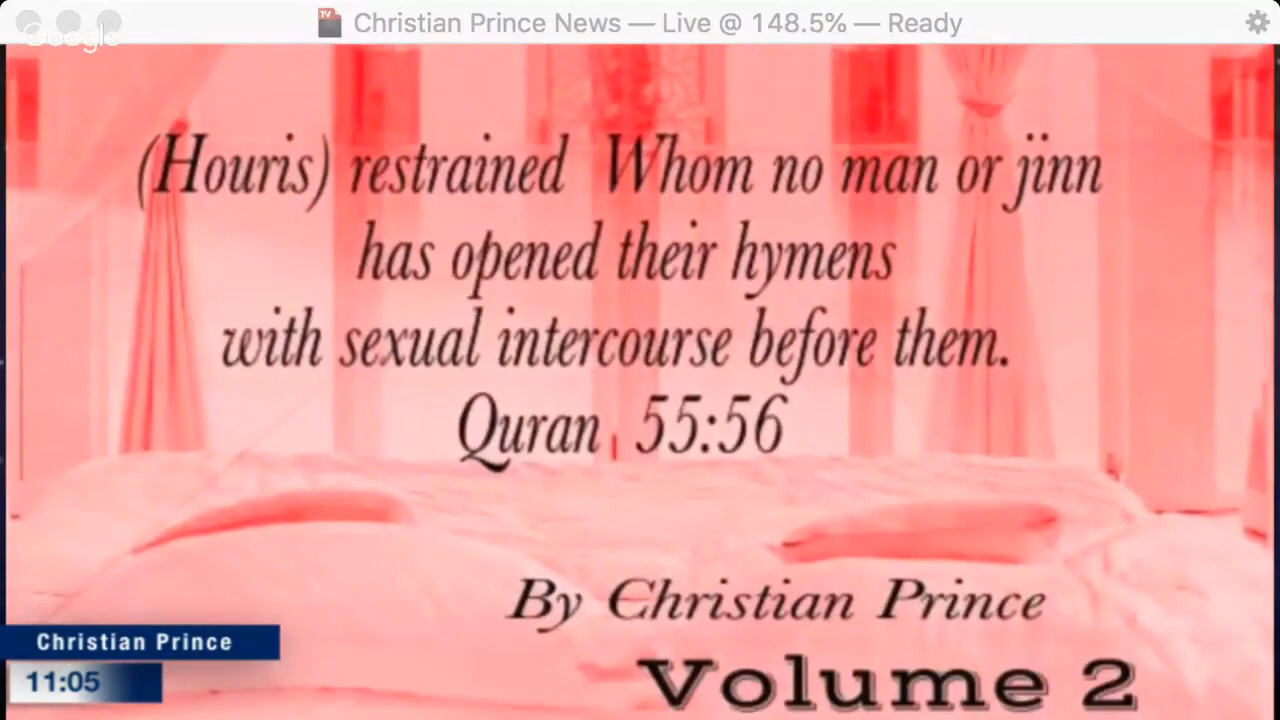 Christian Prince News — Live @ 148.5% — Ready
Google
(Houris) restrained Whom no man or jinn
has opened their hymens
with sexual intercourse before them.
Quran 55:56
By Christian Prince
Christian Prince
11:05
Volume 2